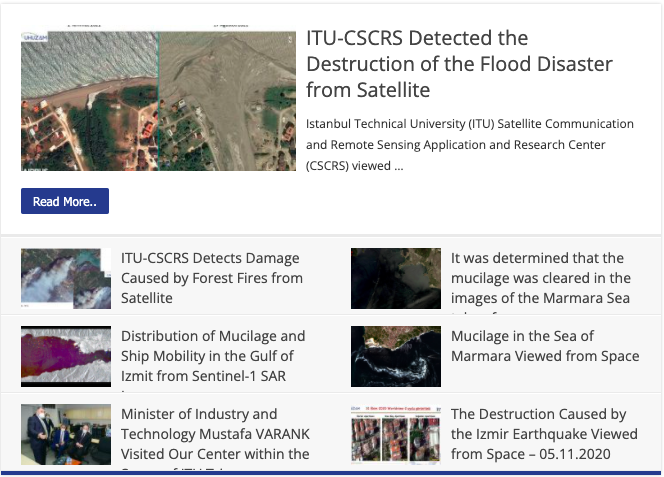 UHUZAM
ITU-CSCRS Detected the
Destruction of the Flood Disaster
from Satellite
Istanbul Technical University (ITU) Satellite Communication
and Remote Sensing Application and Research Center
(CSCRS) viewed ...
Read More..
ITU-CSCRS Detects Damage
Caused by Forest Fires from
Satellite
It was determined that the
mucilage was cleared in the
images of the Marmara Sea
Distribution of Mucilage and
Ship Mobility in the Gulf of
Izmit from Sentinel-1 SAR
Mucilage in the Sea of
Marmara Viewed from Space
Minister of Industry and
Technology Mustafa VARANK
Visited Our Center within the
The Destruction Caused by
the Izmir Earthquake Viewed
from Space – 05.11.2020